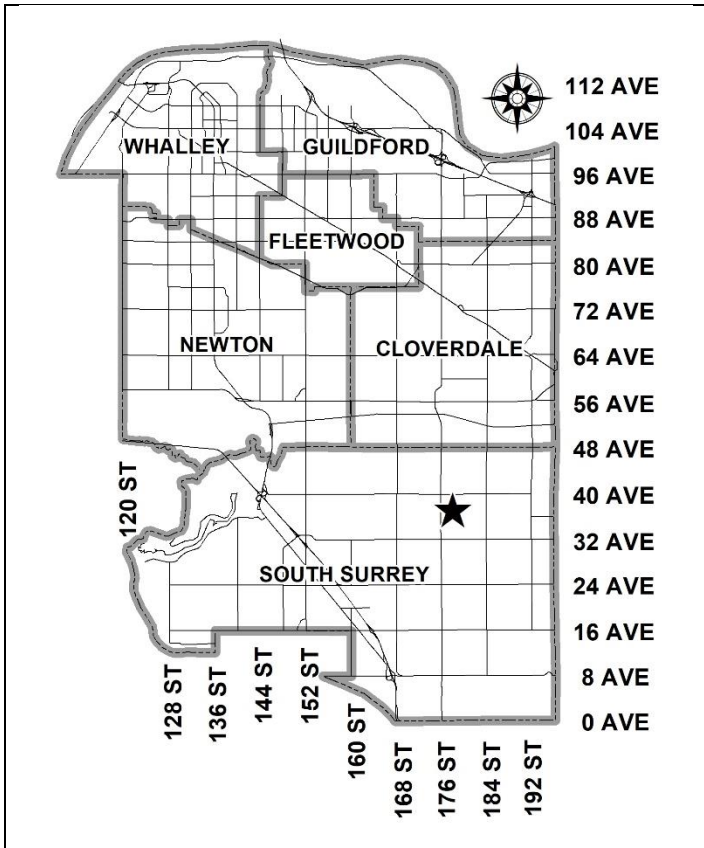 112 AVE
104 AVE
WHALLEY
GUILDFORD
96 AVE
88 AVE
FLEETWOOD
80 AVE
72 AVE
NEWTON
CLOVERDALE
64 AVE
56 AVE
48 AVE
120 ST
40 AVE
32 AVE
SOUTH SURREY
24 AVE
16 AVE
8 AVE
128 ST
136 ST
144 ST
152 ST
160 ST
168 ST
176 ST
184 ST
192 ST
0 AVE